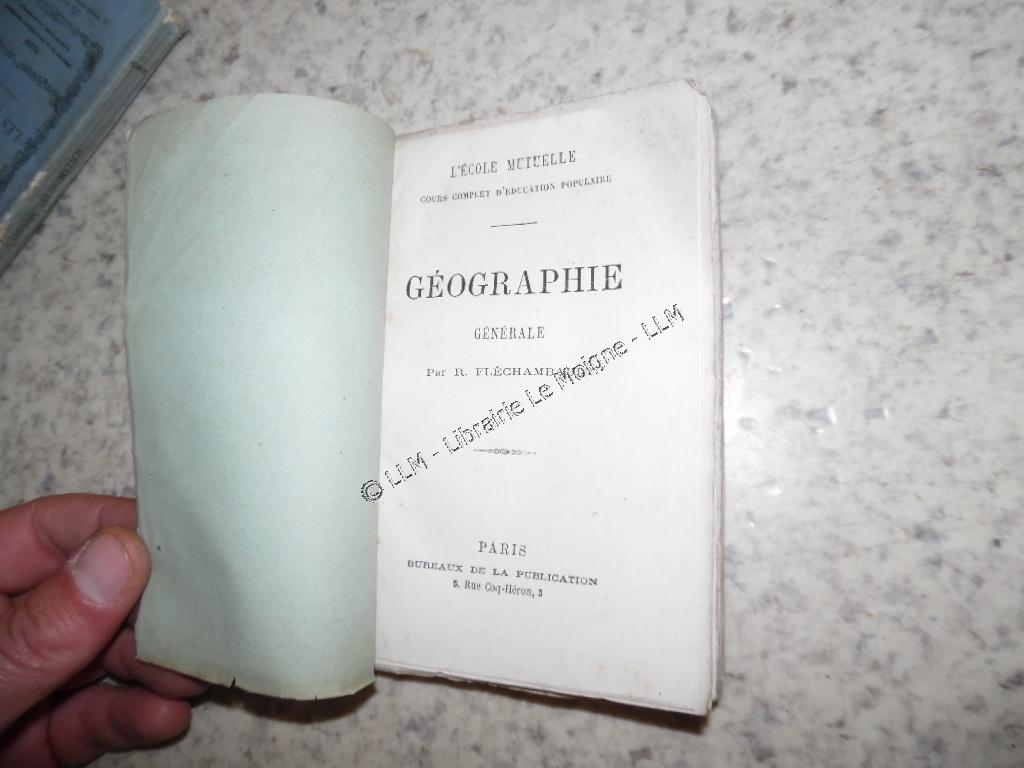 L'ÉCOLE MUTUELLE
COURS COMPLET D'ÉDUCATION POPULAIRE
GÉOGRAPHIE
GÉNÉRALE
Par R.
PARIS
BUREAUX DE LA PUBLICATION
5, Rue Coq-Héron, 5
© LLM - Librairie Le Moigne - LLM
LES